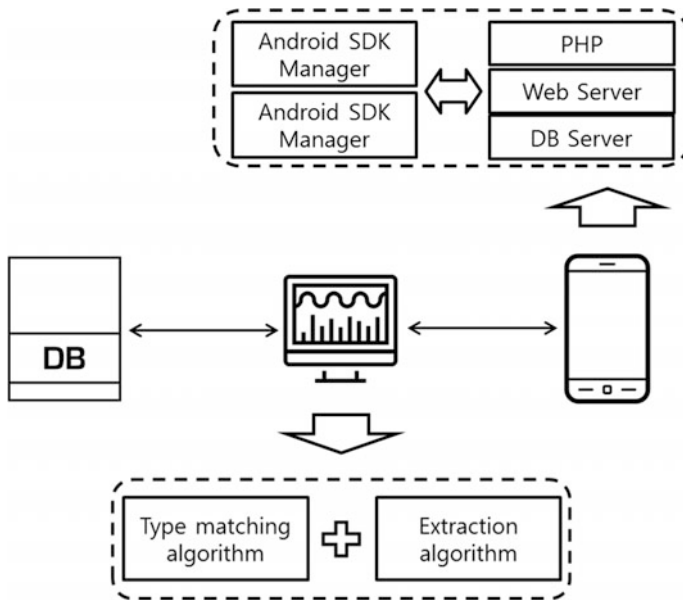 Android SDK
Manager
Android SDK
Manager
PHP
Web Server
DB Server
DB
Type matching
algorithm
Extraction
algorithm